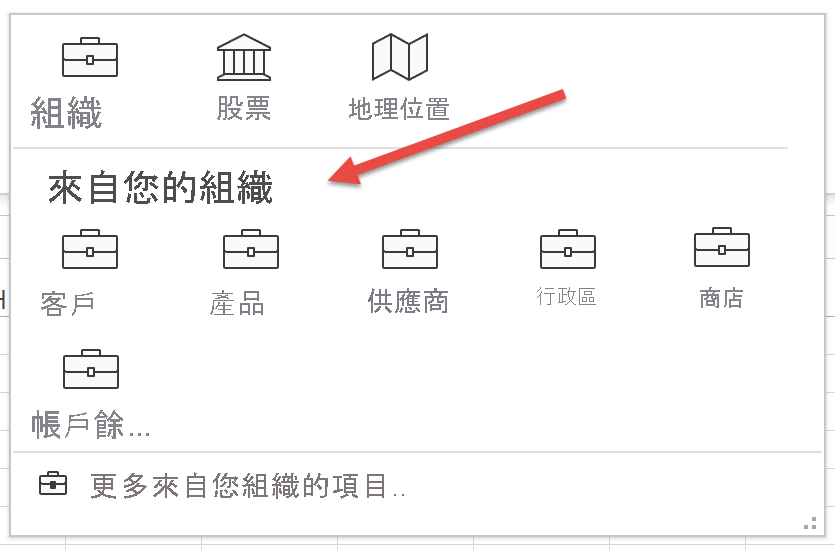 組織 股票 地理位置
來自您的組織
客戶 產品 供應商 行政區 商店
帳戶餘...
更多來自您組織的項目..